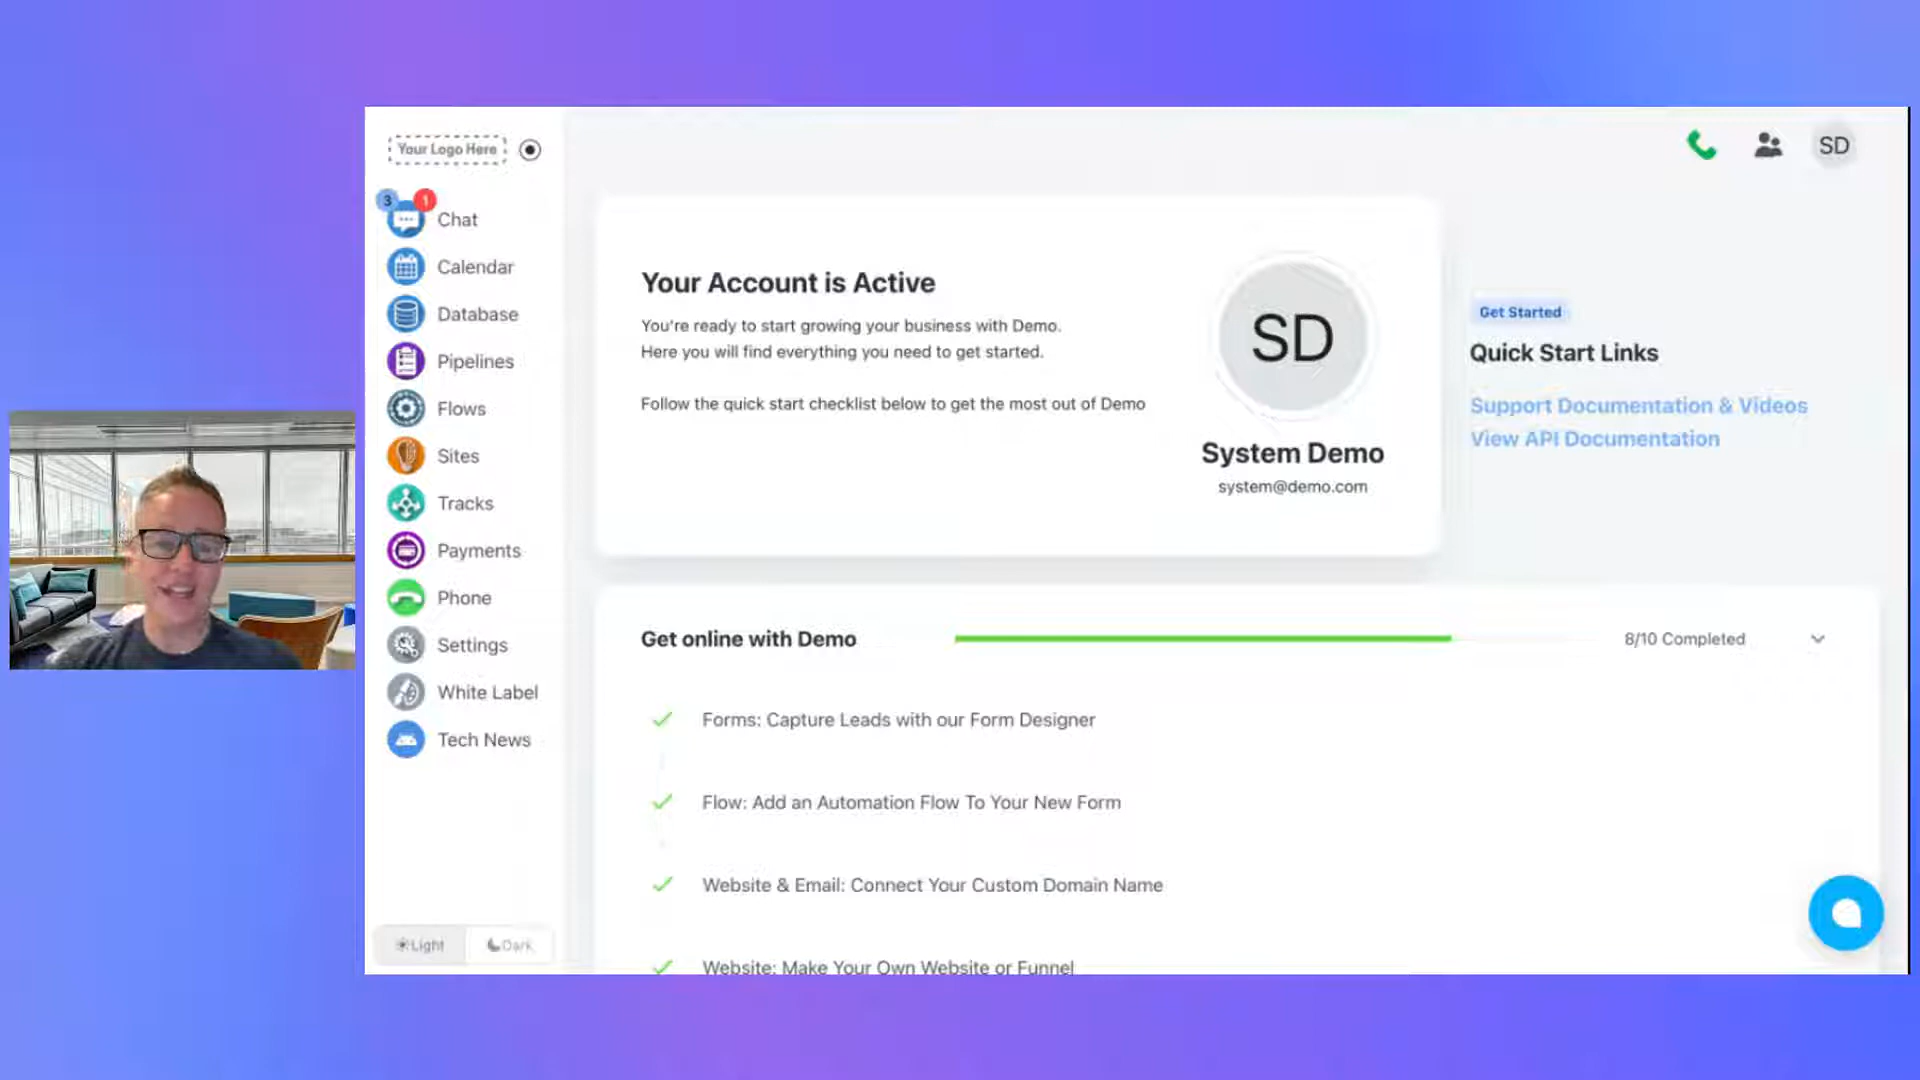 Your Logo Here
3
1
Chat
Calendar
Database
Pipelines
Flows
Sites
Tracks
Payments
Phone
Settings
White Label
Tech News
Light
Dark
SD
Your Account is Active
You're ready to start growing your business with Demo.
Here you will find everything you need to get started.
Follow the quick start checklist below to get the most out of Demo
SD
System Demo
system@demo.com
Get Started
Quick Start Links
Support Documentation & Videos
View API Documentation
Get online with Demo
8/10 Completed
Forms: Capture Leads with our Form Designer
Flow: Add an Automation Flow To Your New Form
Website & Email: Connect Your Custom Domain Name
Website: Make Your Own Website or Funnel